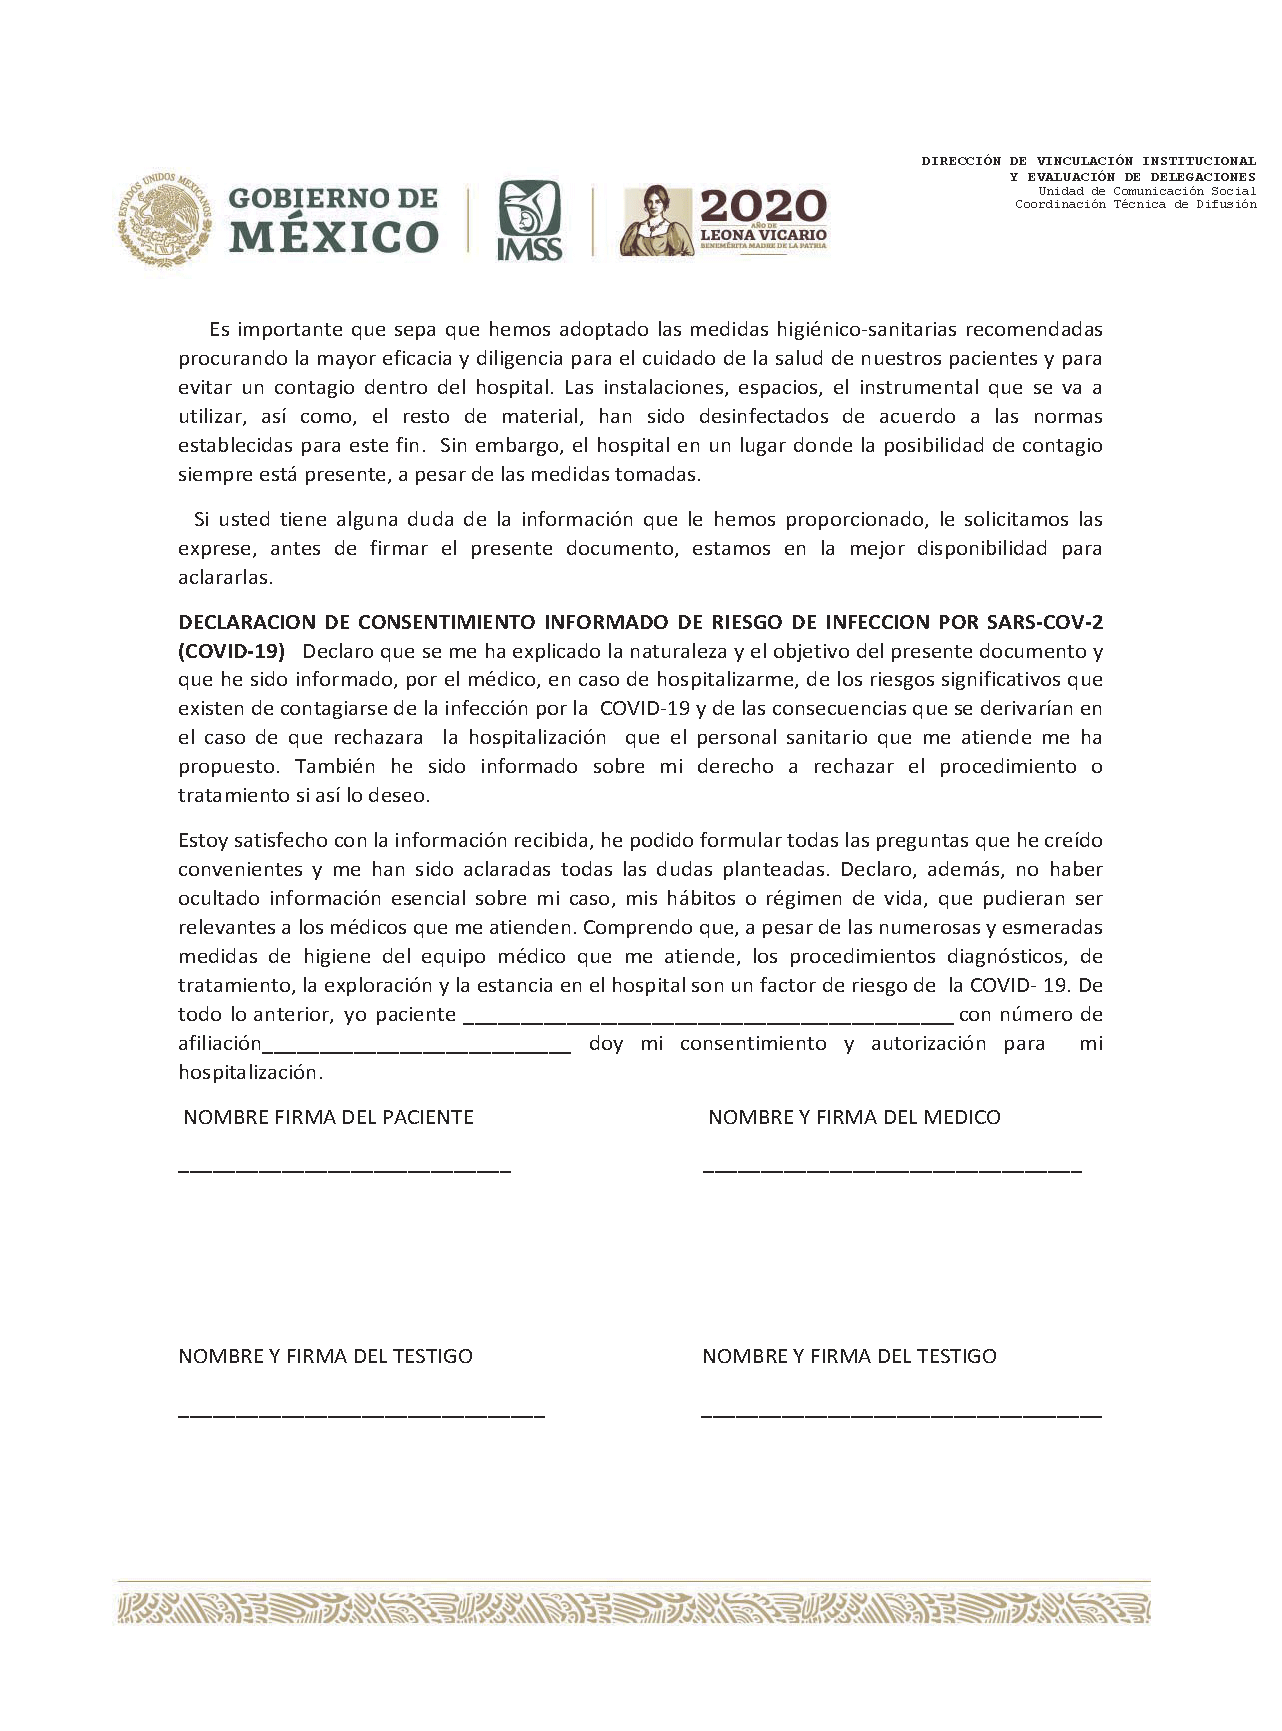 DIRECCIÓN DE VINCULACIÓN INSTITUCIONAL
Y EVALUACIÓN DE DELEGACIONES
Unidad de Comunicación Social
Coordinación Técnica de Difusión
ESTADOS UNIDOS MEXICANOS
GOBIERNO DE
MÉXICO
IMSS
2020
AÑO DE
LEONA VICARIO
BENEMÉRITA MADRE DE LA PATRIA
Es importante que sepa que hemos adoptado las medidas higiénico-sanitarias recomendadas
procurando la mayor eficacia y diligencia para el cuidado de la salud de nuestros pacientes y para
evitar un contagio dentro del hospital. Las instalaciones, espacios, el instrumental que se va a
utilizar, así como, el resto de material, han sido desinfectados de acuerdo a las normas
establecidas para este fin. Sin embargo, el hospital en un lugar donde la posibilidad de contagio
siempre está presente, a pesar de las medidas tomadas.
Si usted tiene alguna duda de la información que le hemos proporcionado, le solicitamos las
exprese, antes de firmar el presente documento, estamos en la mejor disponibilidad para
aclararlas.
DECLARACION DE CONSENTIMIENTO INFORMADO DE RIESGO DE INFECCION POR SARS-COV-2
(COVID-19) Declaro que se me ha explicado la naturaleza y el objetivo del presente documento y
que he sido informado, por el médico, en caso de hospitalizarme, de los riesgos significativos que
existen de contagiarse de la infección por la COVID-19 y de las consecuencias que se derivarían en
el caso de que rechazara la hospitalización que el personal sanitario que me atiende me ha
propuesto. También he sido informado sobre mi derecho a rechazar el procedimiento o
tratamiento si así lo deseo.
Estoy satisfecho con la información recibida, he podido formular todas las preguntas que he creído
convenientes y me han sido aclaradas todas las dudas planteadas. Declaro, además, no haber
ocultado información esencial sobre mi caso, mis hábitos o régimen de vida, que pudieran ser
relevantes a los médicos que me atienden. Comprendo que, a pesar de las numerosas y esmeradas
medidas de higiene del equipo médico que me atiende, los procedimientos diagnósticos, de
tratamiento, la exploración y la estancia en el hospital son un factor de riesgo de la COVID- 19. De
todo lo anterior, yo paciente ____________________________________________ con número de
afiliación____________________________ doy mi consentimiento y autorización para mi
hospitalización.
NOMBRE FIRMA DEL PACIENTE NOMBRE Y FIRMA DEL MEDICO
______________________________ __________________________________
NOMBRE Y FIRMA DEL TESTIGO NOMBRE Y FIRMA DEL TESTIGO
_________________________________ ____________________________________